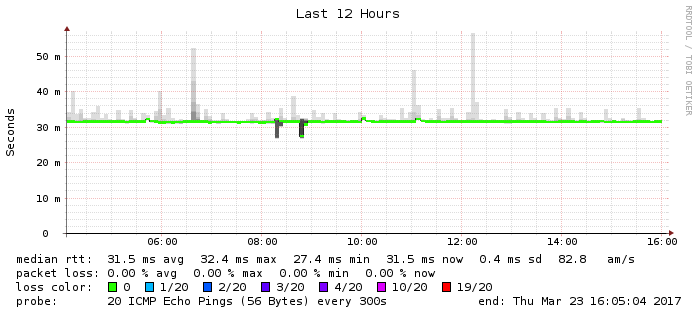 Last 12 Hours
RRDTOOL / TOBI OETIKER
Seconds
50 m
40 m
30 m
20 m
10 m
0
06:00 08:00 10:00 12:00 14:00 16:00
median rtt: 31.5 ms avg 32.4 ms max 27.4 ms min 31.5 ms now 0.4 ms sd 82.8 am/s
packet loss: 0.00 % avg 0.00 % max 0.00 % min 0.00 % now
loss color: 0 1/20 2/20 3/20 4/20 10/20 19/20
probe: 20 ICMP Echo Pings (56 Bytes) every 300s end: Thu Mar 23 16:05:04 2017